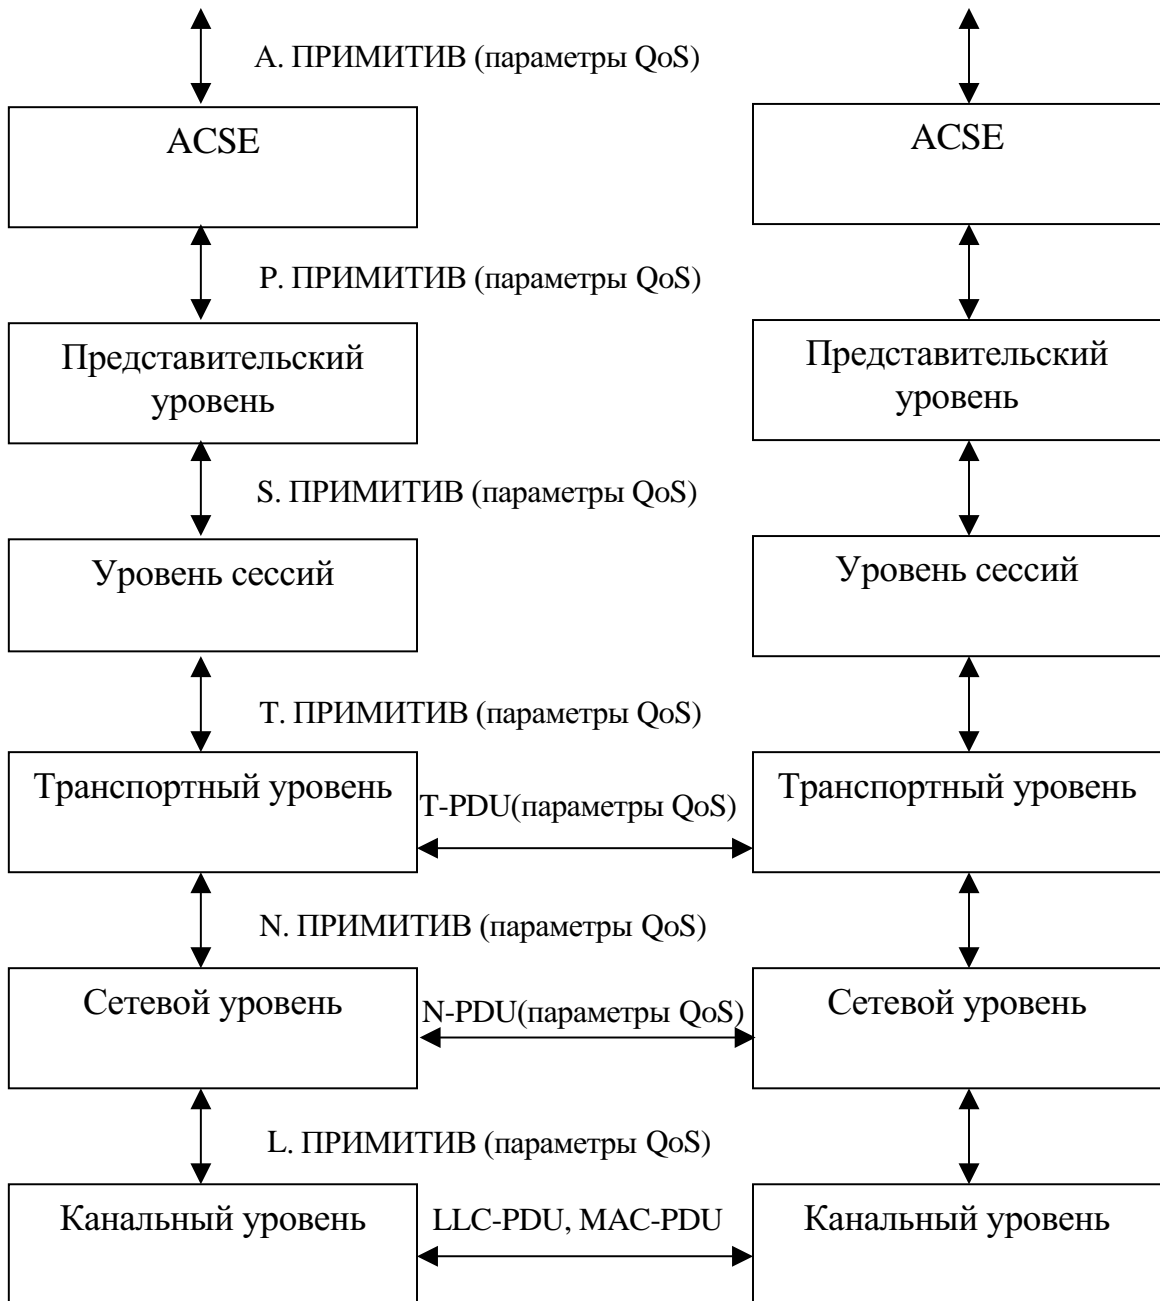 А. ПРИМИТИВ (параметры QoS)
ACSE
ACSE
P. ПРИМИТИВ (параметры QoS)
Представительский
уровень
Представительский
уровень
S. ПРИМИТИВ (параметры QoS)
Уровень сессий
Уровень сессий
T. ПРИМИТИВ (параметры QoS)
Транспортный уровень
T-PDU(параметры QoS)
Транспортный уровень
N. ПРИМИТИВ (параметры QoS)
Сетевой уровень
N-PDU(параметры QoS)
Сетевой уровень
L. ПРИМИТИВ (параметры QoS)
Канальный уровень
LLC-PDU, MAC-PDU
Канальный уровень